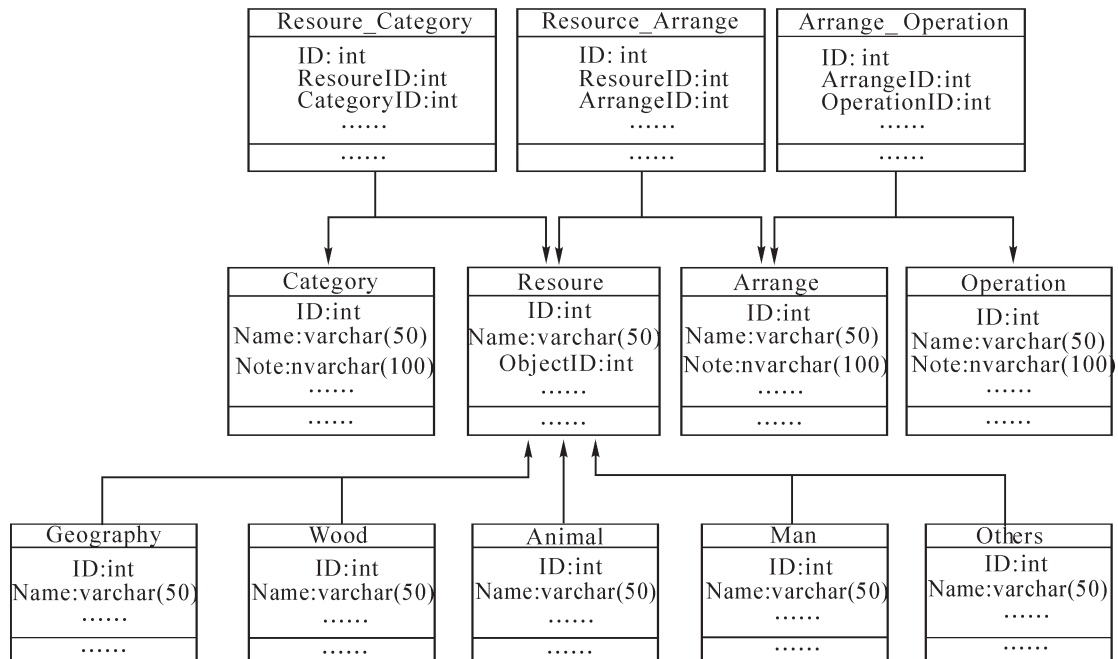 Resoure_Category
ID: int
ResoureID:int
CategoryID:int
......
......
Resource_Arrange
ID: int
ResoureID:int
ArrangeID:int
......
......
Arrange_Operation
ID: int
ArrangeID:int
OperationID:int
......
......
Category
ID:int
Name:varchar(50)
Note:nvarchar(100)
......
......
Resoure
ID:int
Name:varchar(50)
ObjectID:int
......
......
Arrange
ID:int
Name:varchar(50)
Note:nvarchar(100)
......
......
Operation
ID:int
Name:varchar(50)
Note:nvarchar(100)
......
......
Geography
ID:int
Name:varchar(50)
......
......
Wood
ID:int
Name:varchar(50)
......
......
Animal
ID:int
Name:varchar(50)
......
......
Man
ID:int
Name:varchar(50)
......
......
Others
ID:int
Name:varchar(50)
......
......